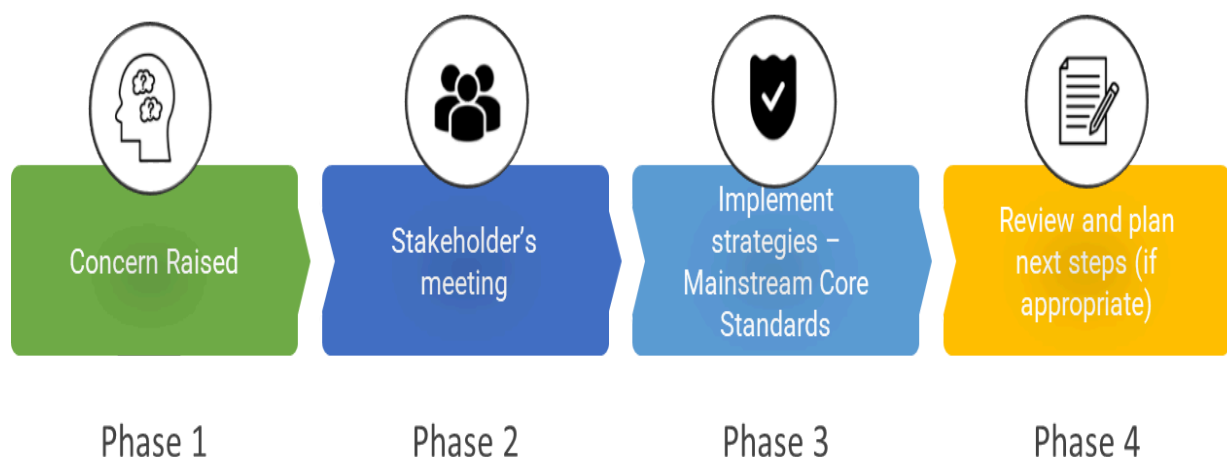 Concern Raised
Stakeholder’s
meeting
Implement
strategies –
Mainstream Core
Standards
Review and plan
next steps (if
appropriate)
Phase 1
Phase 2
Phase 3
Phase 4